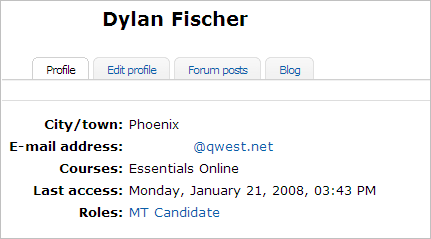 Dylan Fischer
Profile Edit profile Forum posts Blog
City/town: Phoenix
E-mail address: @qwest.net
Courses: Essentials Online
Last access: Monday, January 21, 2008, 03:43 PM
Roles: MT Candidate